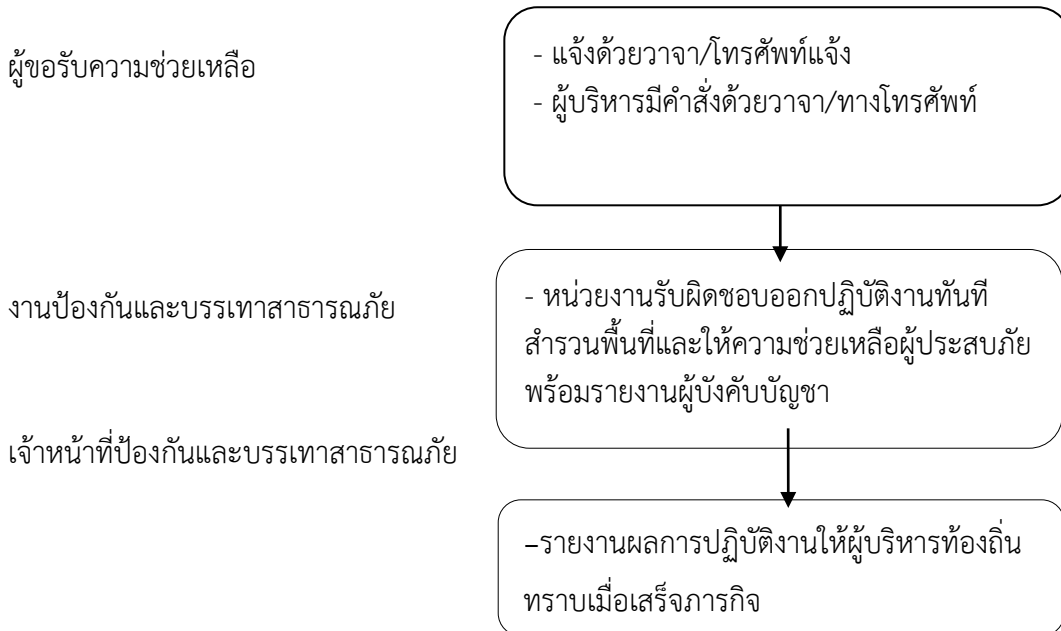 ผู้ขอรับความช่วยเหลือ
- แจ้งด้วยวาจา/โทรศัพท์แจ้ง
- ผู้บริหารมีคำสั่งด้วยวาจา/ทางโทรศัพท์
งานป้องกันและบรรเทาสาธารณภัย
- หน่วยงานรับผิดชอบออกปฏิบัติงานทันที
สำรวจพื้นที่และให้ความช่วยเหลือผู้ประสบภัย
พร้อมรายงานผู้บังคับบัญชา
เจ้าหน้าที่ป้องกันและบรรเทาสาธารณภัย
–รายงานผลการปฏิบัติงานให้ผู้บริหารท้องถิ่น
ทราบเมื่อเสร็จภารกิจ